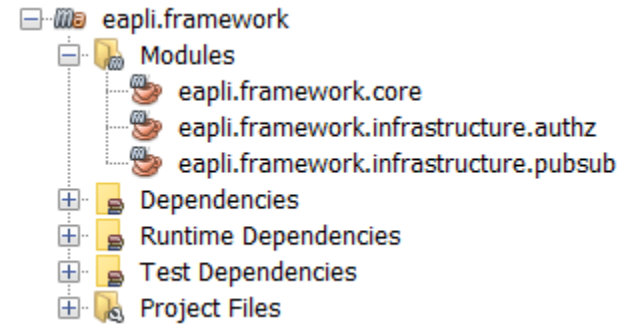 eapli.framework
Modules
eapli.framework.core
eapli.framework.infrastructure.authz
eapli.framework.infrastructure.pubsub
Dependencies
Runtime Dependencies
Test Dependencies
Project Files